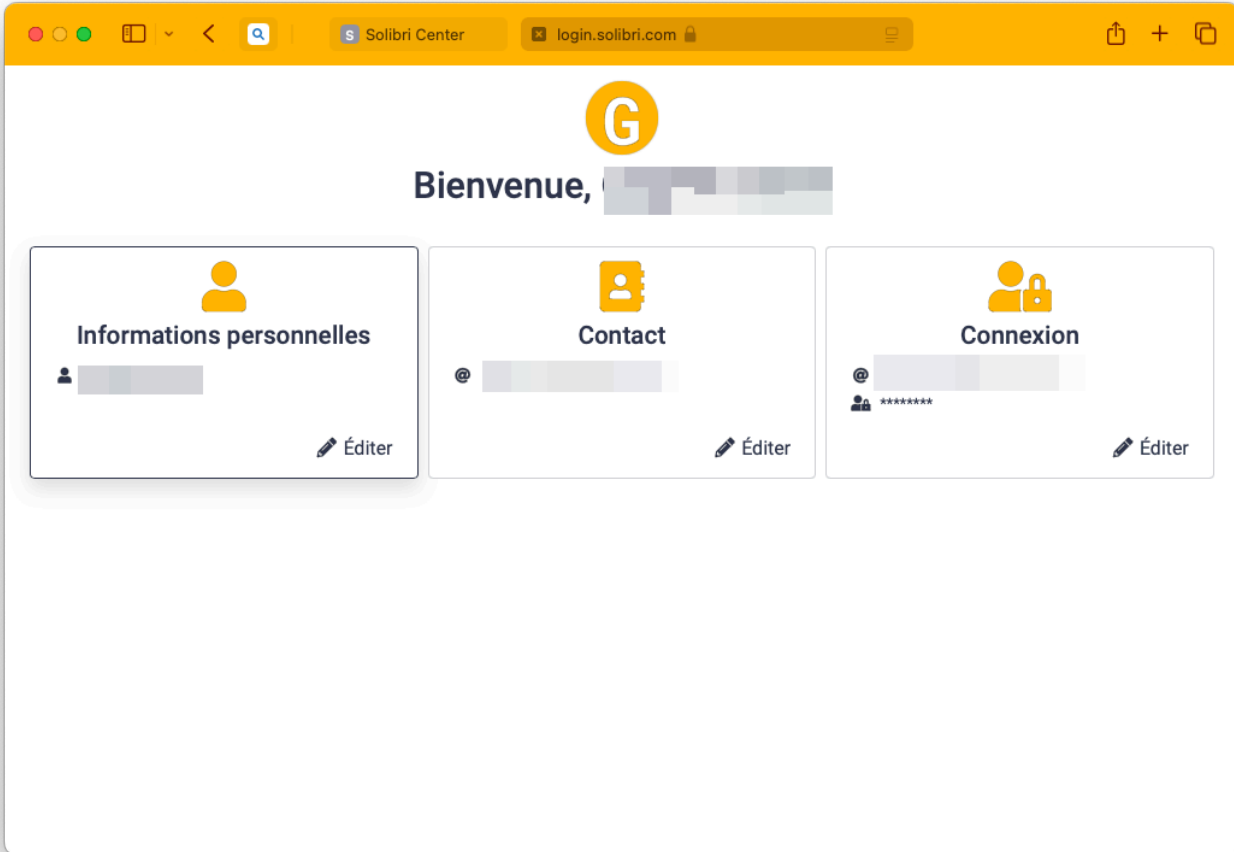 S Solibri Center
login.solibri.com
G
Bienvenue,
Informations personnelles
Éditer
Contact
@
Éditer
Connexion
@
********
Éditer